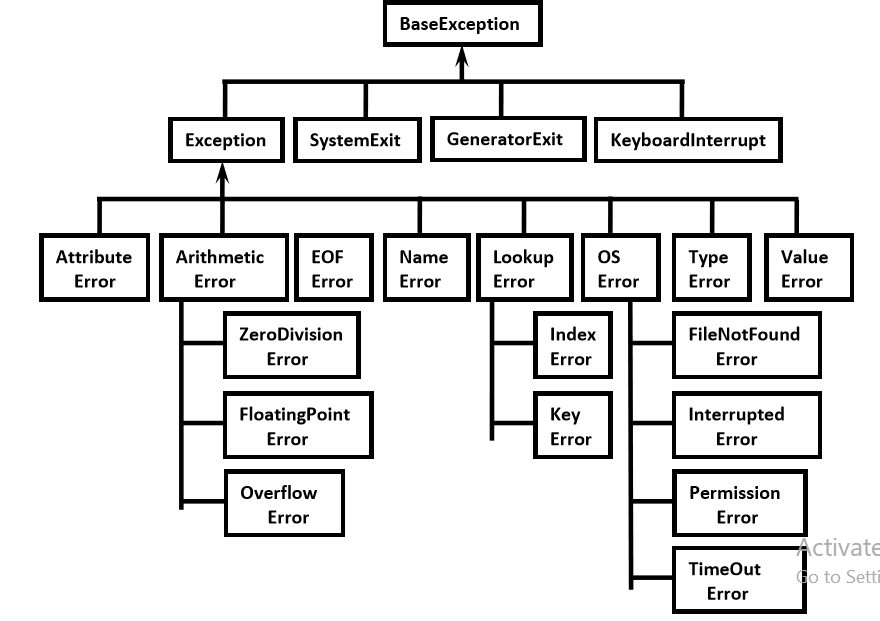 BaseException
Exception
SystemExit
GeneratorExit
KeyboardInterrupt
Attribute
Error
Arithmetic
Error
EOF
Error
Name
Error
Lookup
Error
OS
Error
Type
Error
Value
Error
ZeroDivision
Error
FloatingPoint
Error
Overflow
Error
Index
Error
Key
Error
FileNotFound
Error
Interrupted
Error
Permission
Error
TimeOut
Error
Activate
Go to Setti